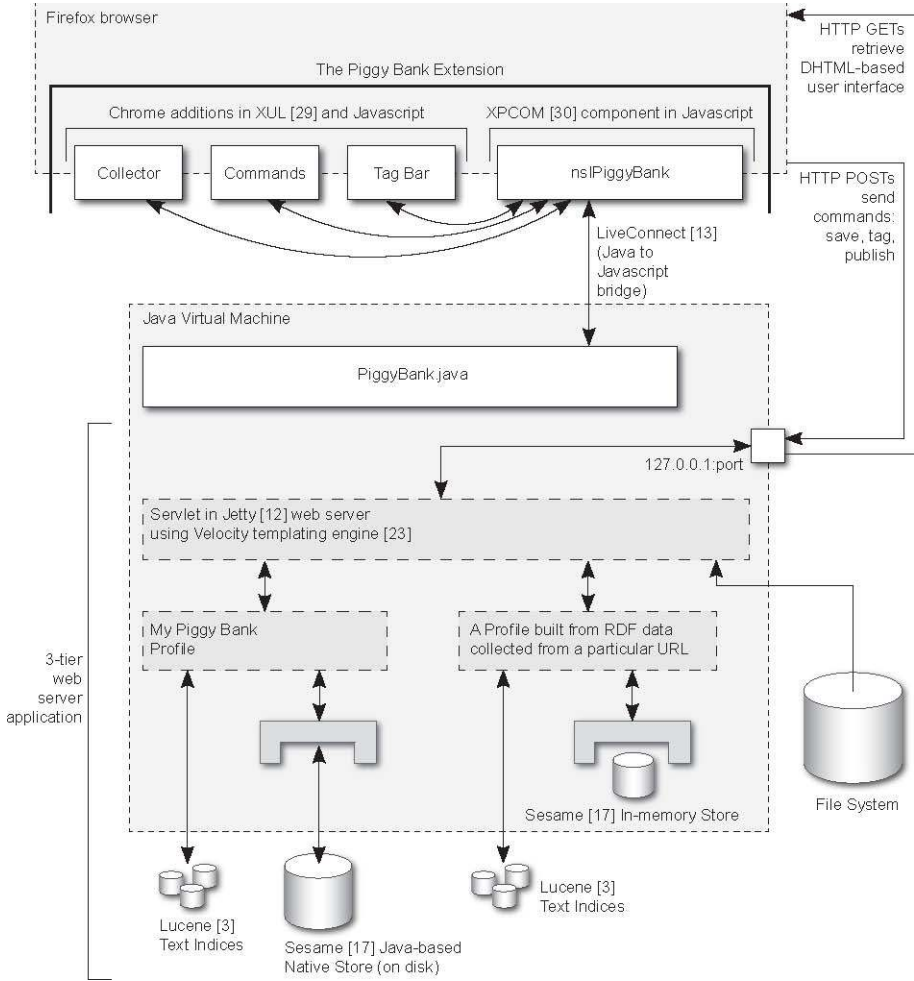 Firefox browser
HTTP GETs
retrieve
DHTML-based
user interface
The Piggy Bank Extension
Chrome additions in XUL [29] and Javascript
XPCOM [30] component in Javascript
Collector
Commands
Tag Bar
nsIPiggyBank
HTTP POSTs
send
commands:
save, tag,
publish
LiveConnect [13]
(Java to
Javascript
bridge)
Java Virtual Machine
PiggyBank.java
127.0.0.1:port
Servlet in Jetty [12] web server
using Velocity templating engine [23]
My Piggy Bank
Profile
A Profile built from RDF data
collected from a particular URL
3-tier
web
server
application
File System
Sesame [17] In-memory Store
Lucene [3]
Text Indices
Sesame [17] Java-based
Native Store (on disk)
Lucene [3]
Text Indices